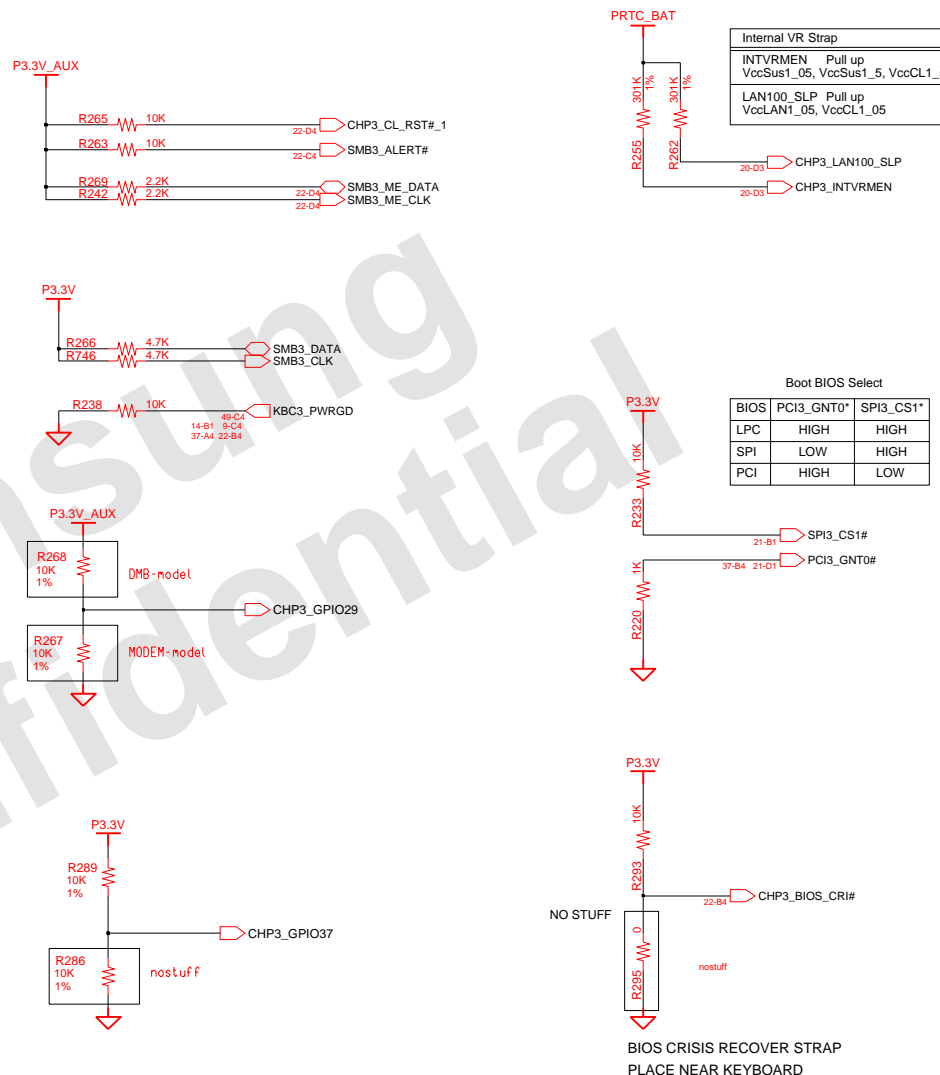 P3.3V_AUX
R265 10K
22-D4 CHP3_CL_RST#_1
R263 10K
22-C4 SMB3_ALERT#
R269 2.2K
22-D4 SMB3_ME_DATA
R242 2.2K
22-D4 SMB3_ME_CLK
PRTC_BAT
301K 1%
R255
301K 1%
R262
20-D3 CHP3_LAN100_SLP
20-D3 CHP3_INTVRMEN
Internal VR Strap
INTVRMEN Pull up
VccSus1_05, VccSus1_5, VccCL1_
LAN100_SLP Pull up
VccLAN1_05, VccCL1_05
P3.3V
R266 4.7K
SMB3_DATA
R746 4.7K
SMB3_CLK
R238 10K
KBC3_PWRGD
49-C4
14-B1 9-C4
37-A4 22-B4
Boot BIOS Select
BIOS PCI3_GNT0* SPI3_CS1*
LPC HIGH HIGH
SPI LOW HIGH
PCI HIGH LOW
P3.3V
10K
R233
21-B1 SPI3_CS1#
37-B4 21-D1 PCI3_GNT0#
1K
R220
P3.3V_AUX
R268
10K
1%
DMB-model
CHP3_GPIO29
R267
10K
1%
MODEM-model
P3.3V
R289
10K
1%
CHP3_GPIO37
R286
10K
1%
nostuff
P3.3V
10K
R293
22-B4 CHP3_BIOS_CRI#
NO STUFF
0
R295
nostuff
BIOS CRISIS RECOVER STRAP
PLACE NEAR KEYBOARD